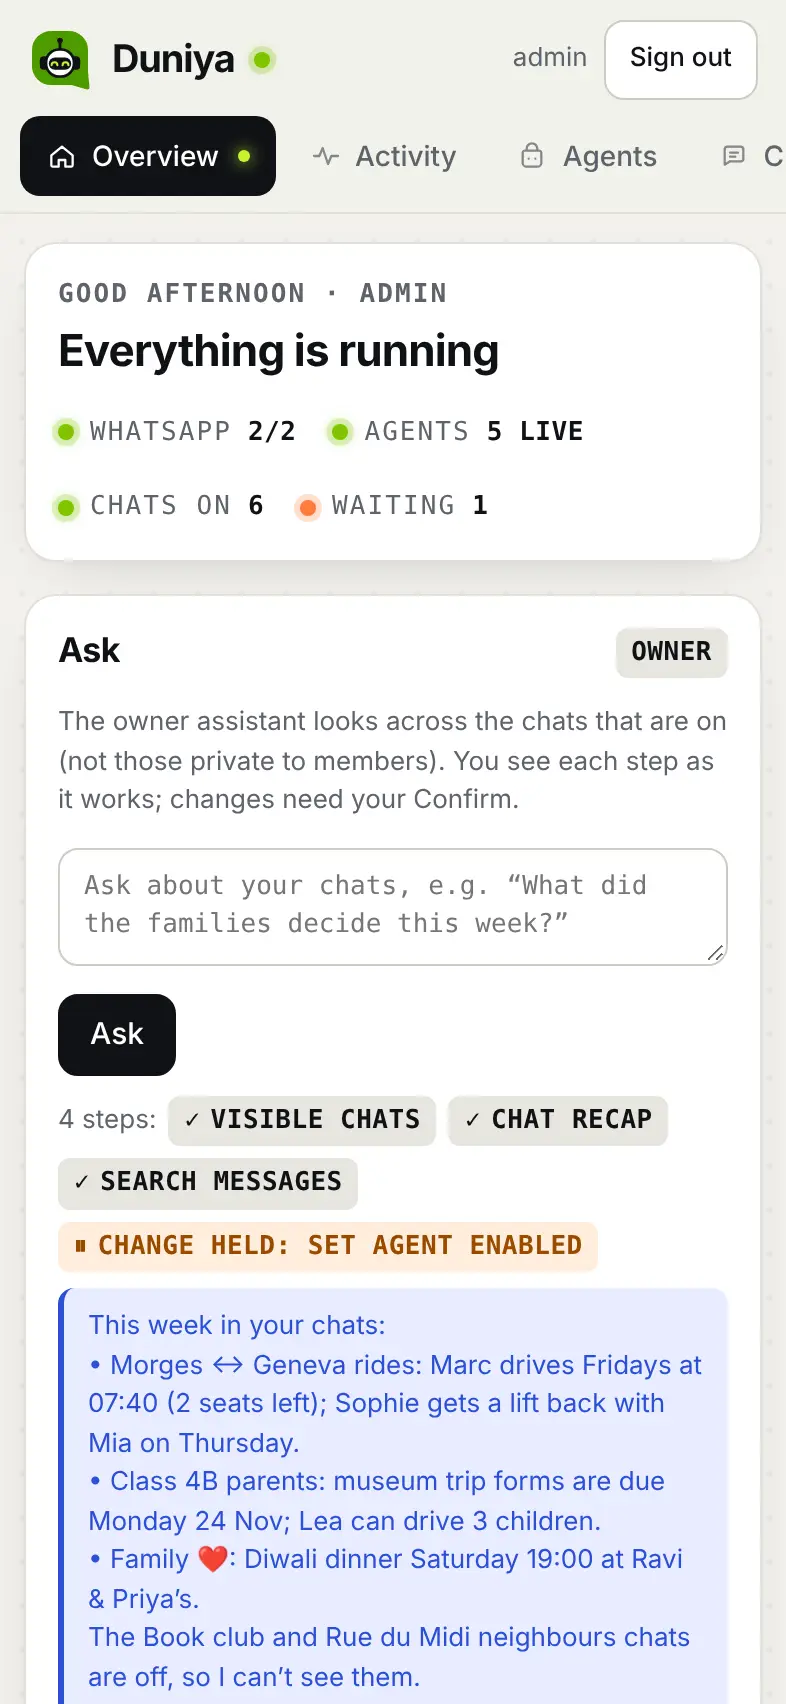 Duniya
admin
Sign out
Overview
Activity
Agents
C
GOOD AFTERNOON · ADMIN
Everything is running
WHATSAPP 2/2
AGENTS 5 LIVE
CHATS ON 6
WAITING 1
Ask
OWNER
The owner assistant looks across the chats that are on
(not those private to members). You see each step as
it works; changes need your Confirm.
Ask about your chats, e.g. “What did
the families decide this week?”
Ask
4 steps: ✓ VISIBLE CHATS ✓ CHAT RECAP
✓ SEARCH MESSAGES
⏸ CHANGE HELD: SET AGENT ENABLED
This week in your chats:
• Morges ↔ Geneva rides: Marc drives Fridays at
07:40 (2 seats left); Sophie gets a lift back with
Mia on Thursday.
• Class 4B parents: museum trip forms are due
Monday 24 Nov; Lea can drive 3 children.
• Family ❤️: Diwali dinner Saturday 19:00 at Ravi
& Priya’s.
The Book club and Rue du Midi neighbours chats
are off, so I can’t see them.